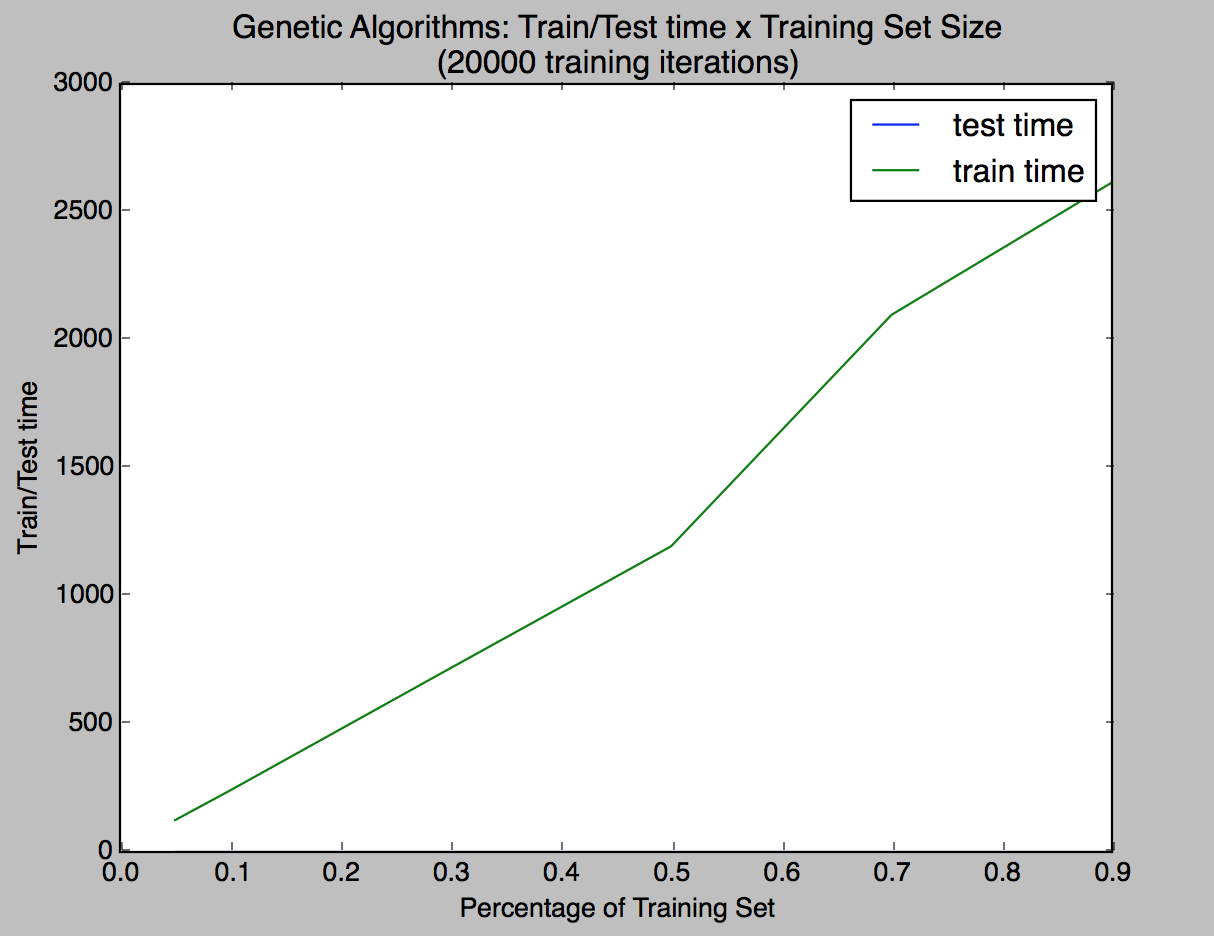 Genetic Algorithms: Train/Test time x Training Set Size
(20000 training iterations)
3000
2500
2000
1500
1000
500
0
Train/Test time
test time
train time
0.0 0.1 0.2 0.3 0.4 0.5 0.6 0.7 0.8 0.9
Percentage of Training Set